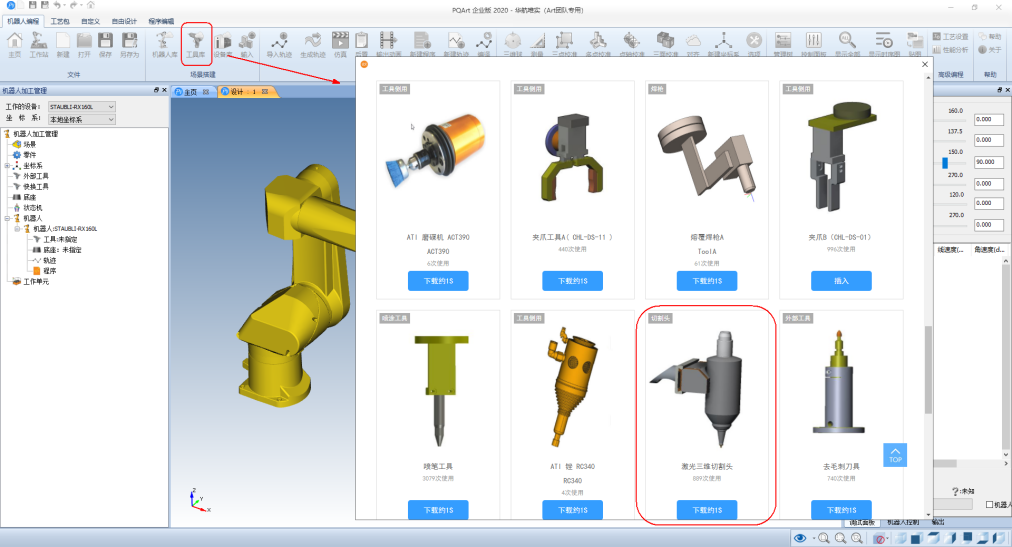 PQArt 企业版 2020 - 华航唯实 (Art团队专用)
机器人编程 工艺包 自定义 自由设计 程序编辑
主页 工作站 新建 打开 保存 另存为 机器人库 工具库 设备库 输入 导入轨迹 生成轨迹 仿真 后置
工艺设置 帮助
性能分析 关于
文件 场景搭建 高级编程 帮助
机器人加工管理
主页 设计 : 1
工作的设备: STAUBLI-RX160L
坐 标 系: 本地坐标系
机器人加工管理
场景
零件
坐标系
外部工具
快换工具
底座
状态机
机器人
机器人:STAUBLI-RX160L
工具:未指定
底座: 未指定
轨迹
程序
工作单元
工具侧用 工具侧用 焊枪 工具侧用
ATI 磨碟机 ACT390
ACT390
6次使用
下载约1S
夹爪工具A( CHL-DS-11 )
440次使用
下载约1S
熔覆焊枪A
ToolA
61次使用
下载约1S
夹爪B (CHL-DS-01)
996次使用
插入
喷涂工具 工具侧用 切割头 外部工具
喷笔工具
3079次使用
下载约1S
ATI 锉 RC340
RC340
4次使用
下载约1S
激光三维切割头
889次使用
下载约1S
去毛刺刀具
740次使用
下载约1S
TOP
160.0
0.000
137.5
0.000
150.0
90.000
270.0
0.000
120.0
0.000
270.0
0.000
线速度(... 角速度(d...
?:未知
机器人
调试面板 机器人控制 输出
Z
Y
X